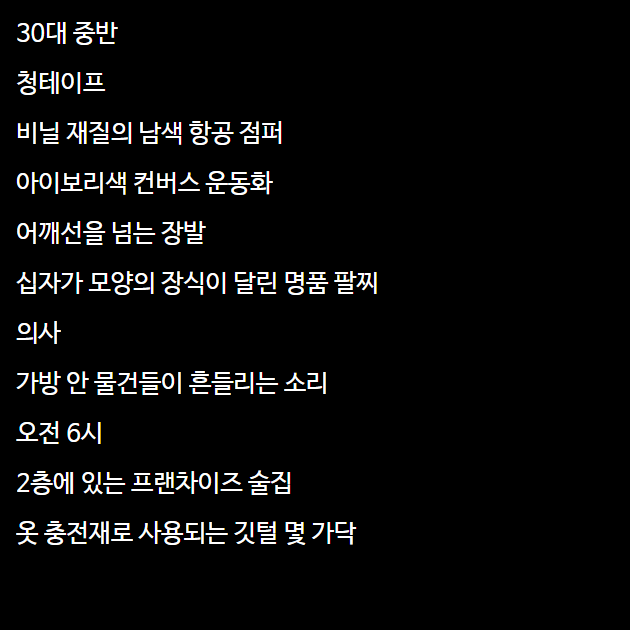 30대 중반
청테이프
비닐 재질의 남색 항공 점퍼
아이보리색 컨버스 운동화
어깨선을 넘는 장발
십자가 모양의 장식이 달린 명품 팔찌
의사
가방 안 물건들이 흔들리는 소리
오전 6시
2층에 있는 프랜차이즈 술집
옷 충전재로 사용되는 깃털 몇 가닥